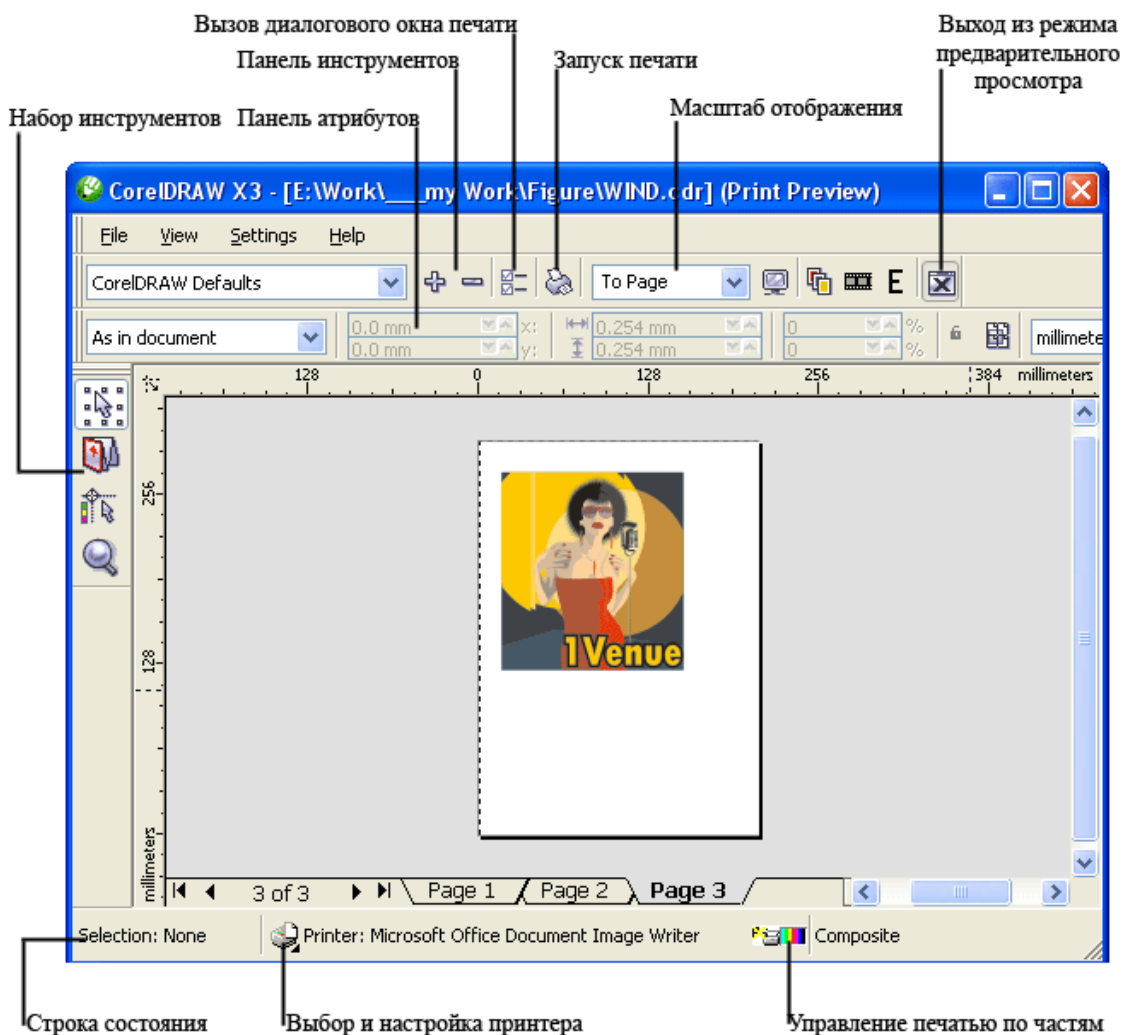 Вызов диалогового окна печати
Выход из режима
Панель инструментов
Запуск печати
предварительного
просмотра
Масштаб отображения
Набор инструментов
Панель атрибутов
CorelDRAW X3 - [E:\Work\___my Work\Figure\WIND.cdr] (Print Preview)
File View Settings Help
CorelDRAW Defaults
To Page
E
As in document
0.0 mm x: 0.254 mm 0 %
0.0 mm y: 0.254 mm 0 %
millimete
128 0 128 256 384 millimeters
256
128
millimeters
1Venue
3 of 3 Page 1 Page 2 Page 3
Selection: None
Printer: Microsoft Office Document Image Writer
Composite
Строка состояния
Выбор и настройка принтера
Управление печатью по частям